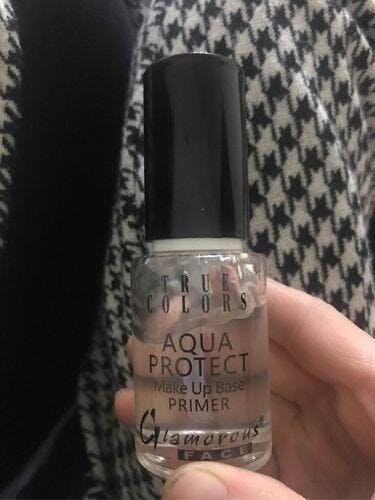 TRUE
COLORS
AQUA
PROTECT
Make Up Base
PRIMER
Glamorous®
FACE